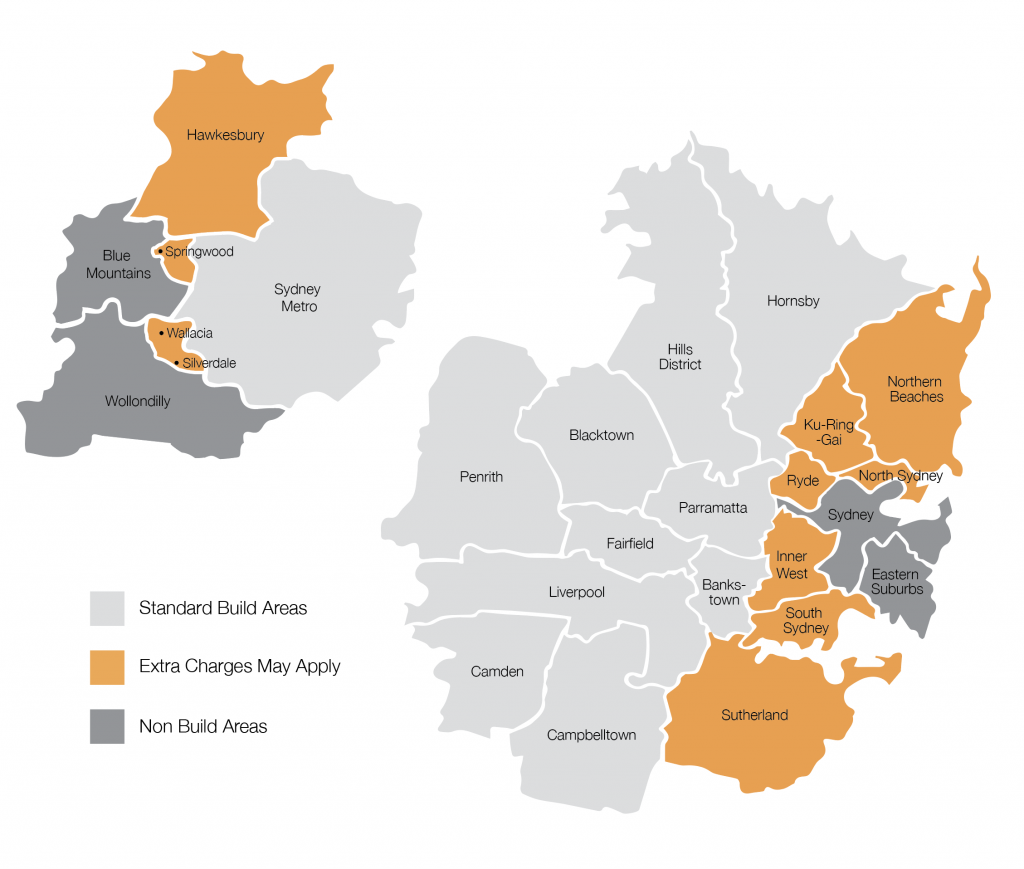 Hawkesbury
Springwood
Blue
Mountains
Sydney
Metro
Wallacia
Silverdale
Wollondilly
Hornsby
Hills
District
Northern
Beaches
Ku-Ring
-Gai
Blacktown
Penrith
Ryde
North Sydney
Parramatta
Sydney
Fairfield
Inner
West
Banks-
town
Eastern
Suburbs
Liverpool
South
Sydney
Camden
Sutherland
Campbelltown
Standard Build Areas
Extra Charges May Apply
Non Build Areas